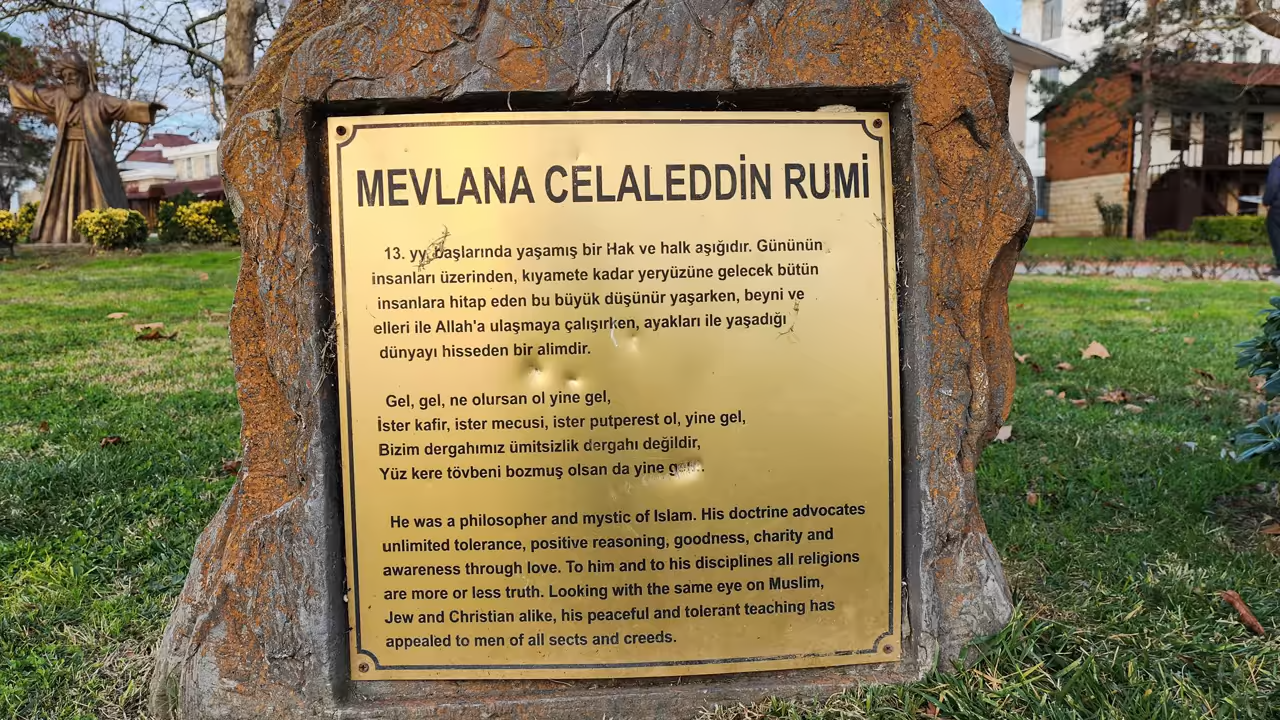 MEVLANA CELALEDDİN RUMİ
13. yy. başlarında yaşamış bir Hak ve halk aşığıdır. Gününün
insanları üzerinden, kıyamete kadar yeryüzüne gelecek bütün
insanlara hitap eden bu büyük düşünür yaşarken, beyni ve
elleri ile Allah'a ulaşmaya çalışırken, ayakları ile yaşadığı
dünyayı hisseden bir alimdir.
Gel, gel, ne olursan ol yine gel,
İster kafir, ister mecusi, ister putperest ol, yine gel,
Bizim dergahımız ümitsizlik dergahı değildir,
Yüz kere tövbeni bozmuş olsan da yine gel...
He was a philosopher and mystic of Islam. His doctrine advocates
unlimited tolerance, positive reasoning, goodness, charity and
awareness through love. To him and to his disciplines all religions
are more or less truth. Looking with the same eye on Muslim,
Jew and Christian alike, his peaceful and tolerant teaching has
appealed to men of all sects and creeds.